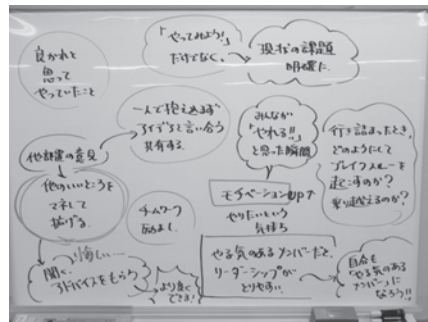 良かれと
思って
やっていたこと
「やってみよう！」
だけでなく、
現状の課題
明確に。
一人で抱え込まず
アイデアを言い合う
共有する。
みんなが
「やれる!!」
と思った瞬間
行き詰まったとき、
どのようにして
ブレイクスルーを
起こすのか？
乗り越えるのか？
他部署の意見
他のいいところを
マネして
拡げる。
チームワーク
モチベーションUP↑
やりたいという
気持ち
悔しい…
聞く、
アドバイスをもらう
より良く
できる！
やる気のあるメンバーだと、
リーダーシップが
とりやすい。
自分も
「やる気のある
メンバー」に
なろう!!